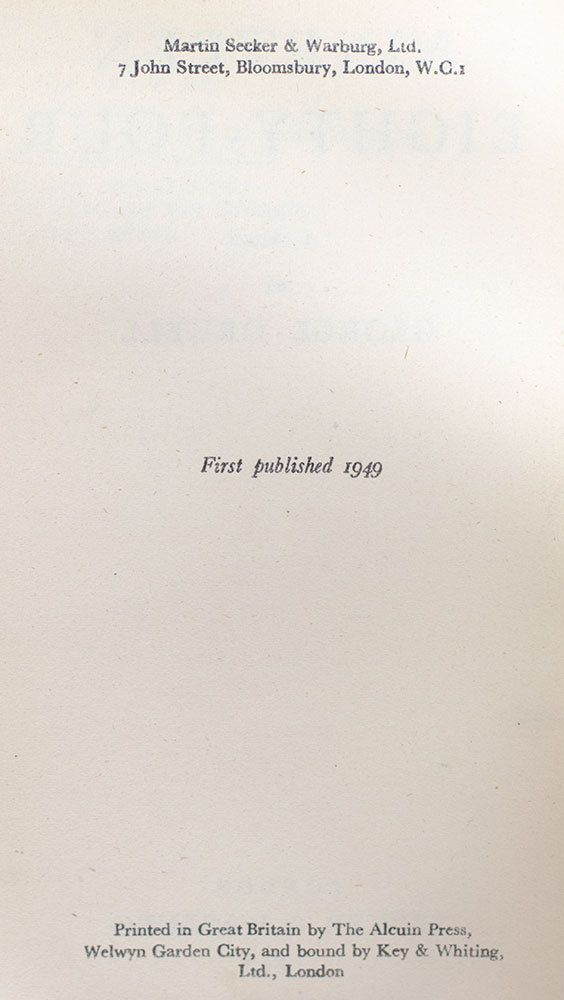 Martin Secker & Warburg, Ltd.
7 John Street, Bloomsbury, London, W.C.1
First published 1949
Printed in Great Britain by The Alcuin Press,
Welwyn Garden City, and bound by Key & Whiting,
Ltd., London